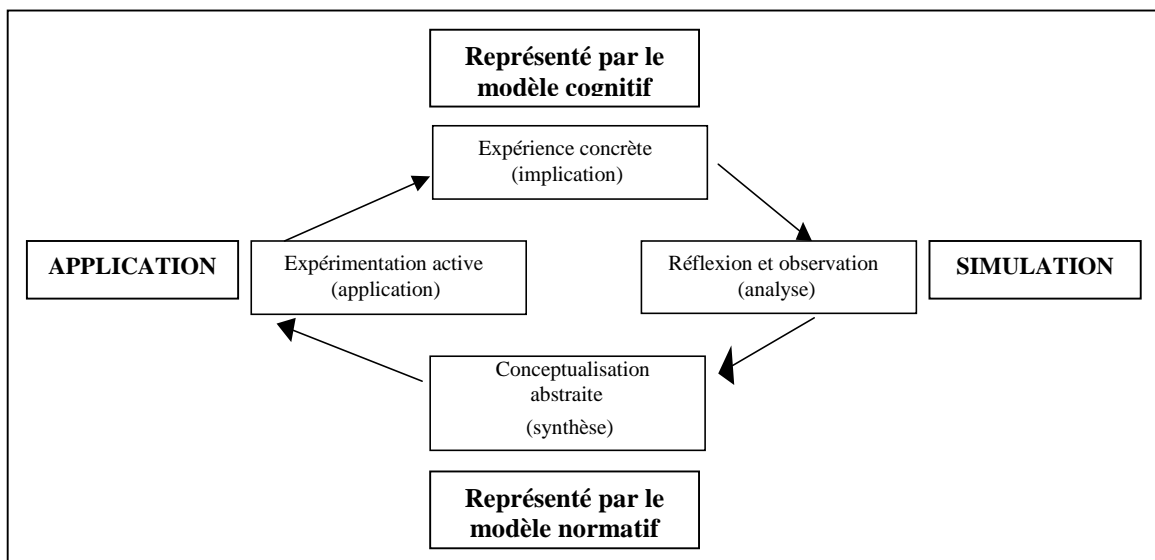 Représenté par le
modèle cognitif
Expérience concrète
(implication)
APPLICATION
Expérimentation active
(application)
Réflexion et observation
(analyse)
SIMULATION
Conceptualisation
abstraite
(synthèse)
Représenté par le
modèle normatif